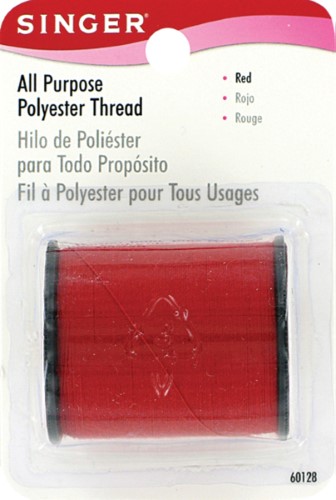 SINGER®
All Purpose
Polyester Thread
• Red
• Rojo
• Rouge
Hilo de Poliéster
para Todo Propósito
Fil à Polyester pour Tous Usages
60128